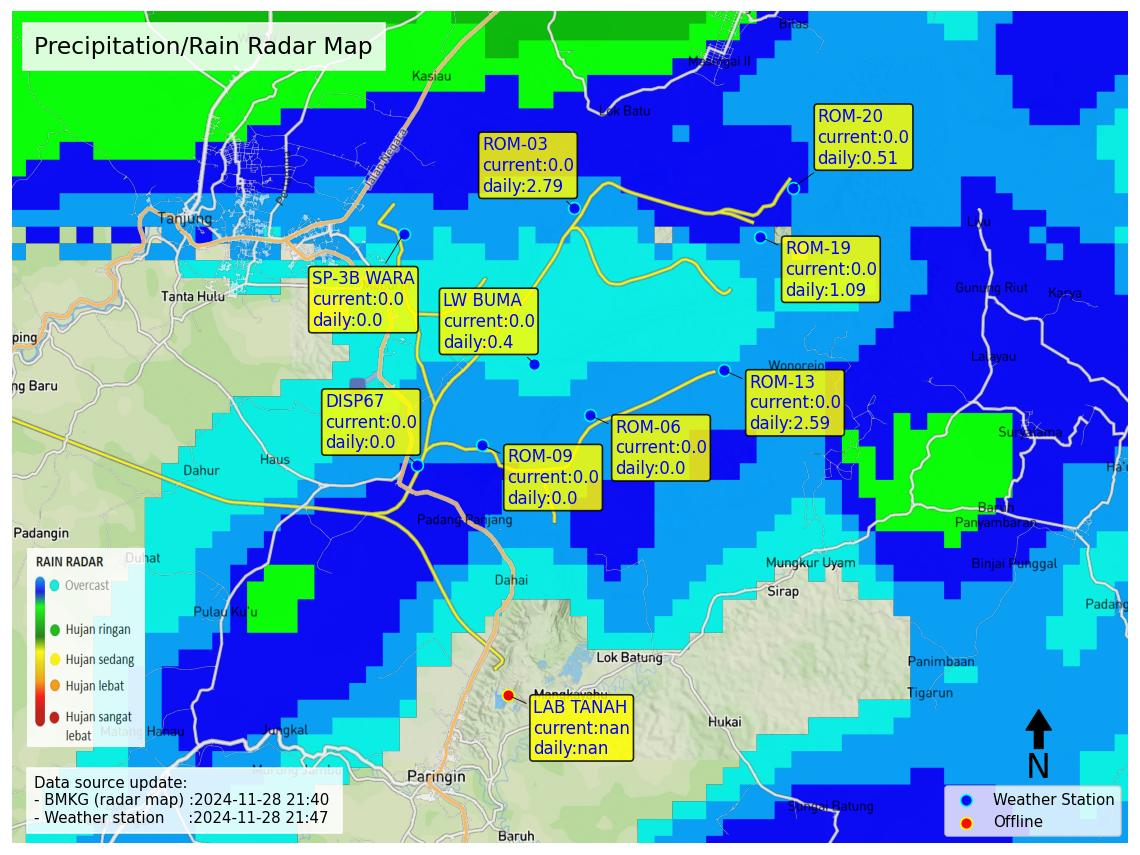 Precipitation/Rain Radar Map
Bitas
Masingai II
Kasiau
Lok Batu
Jalan Negara
ROM-20
current:0.0
daily:0.51
ROM-03
current:0.0
daily:2.79
Tanjung
Liyu
ROM-19
current:0.0
daily:1.09
SP-3B WARA
current:0.0
daily:0.0
LW BUMA
current:0.0
daily:0.4
Tanta Hulu
Gunung Riut
Karya
ping
ng Baru
Lalayau
Wonorejo
ROM-13
current:0.0
daily:2.59
DISP67
current:0.0
daily:0.0
ROM-06
current:0.0
daily:0.0
ROM-09
current:0.0
daily:0.0
Haus
Dahur
Ha'u
Baruh
Panyambaran
Padang Panjang
Padangin
Duhat
Mungkur Uyam
Binjai Punggal
Dahai
Sirap
Pulau Ku'u
Padang
RAIN RADAR
Overcast
Hujan ringan
Hujan sedang
Hujan lebat
Hujan sangat
lebat
Lok Batung
Panimbaan
Tigarun
LAB TANAH
current:nan
daily:nan
Hukai
Jungkal
Murung Jambu
Paringin
Sungai Batung
Baruh
N
Data source update:
- BMKG (radar map) :2024-11-28 21:40
- Weather station :2024-11-28 21:47
Weather Station
Offline